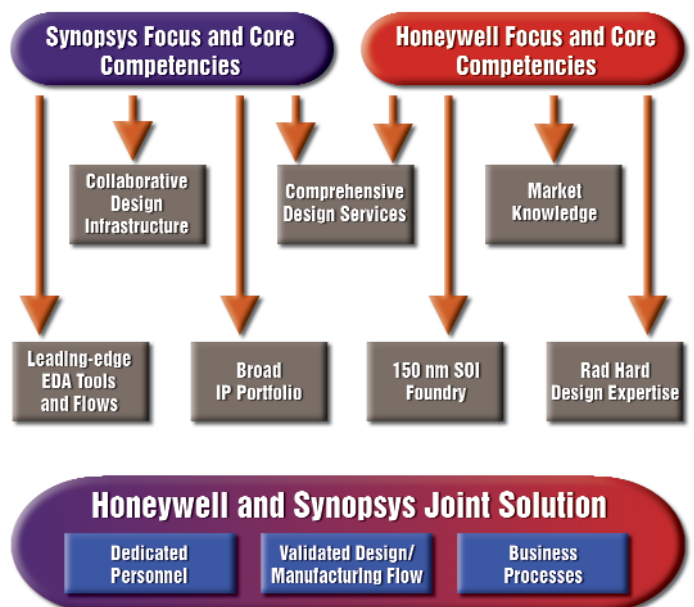 Synopsys Focus and Core
Competencies
Honeywell Focus and Core
Competencies
Collaborative
Design
Infrastructure
Comprehensive
Design Services
Market
Knowledge
Leading-edge
EDA Tools
and Flows
Broad
IP Portfolio
150 nm SOI
Foundry
Rad Hard
Design Expertise
Honeywell and Synopsys Joint Solution
Dedicated
Personnel
Validated Design/
Manufacturing Flow
Business
Processes